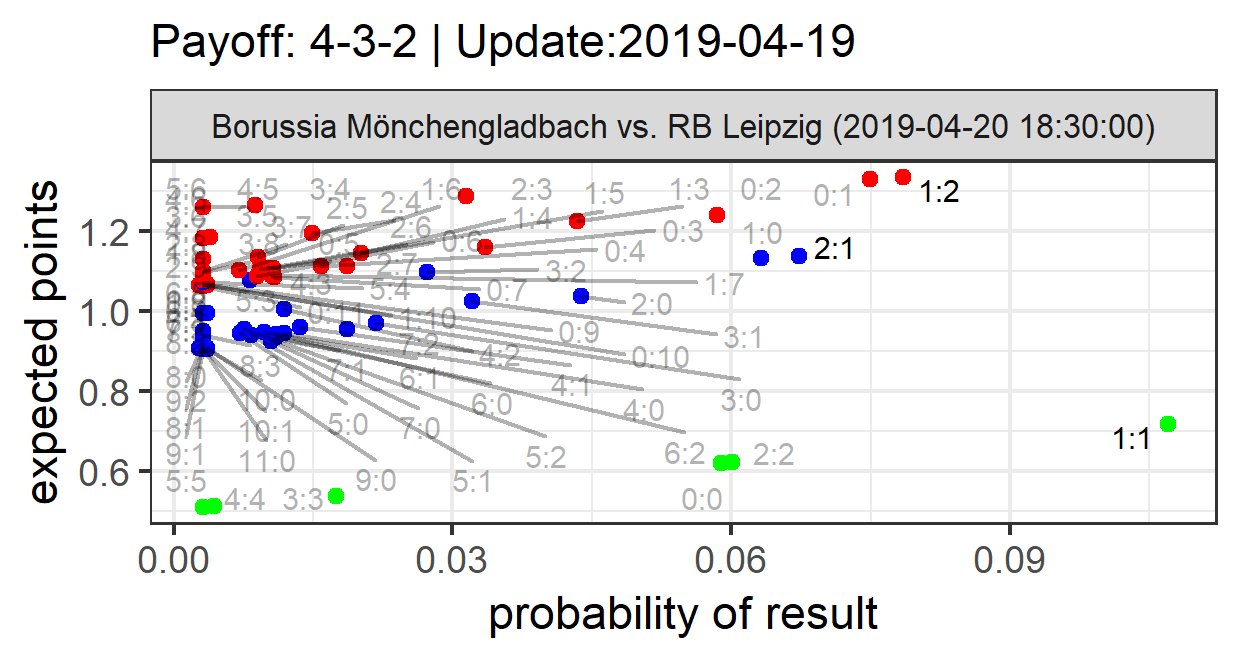 Payoff: 4-3-2 | Update:2019-04-19
Borussia Mönchengladbach vs. RB Leipzig (2019-04-20 18:30:00)
expected points
1.2
1.0
0.8
0.6
5:6 4:5 3:4 1:6 2:3 1:5 1:3 0:2 0:1 1:2
3:5 2:5 2:4 1:4
3:7 2:6 0:6 0:3 1:0 2:1
3:8 0:5 2:7 0:4
4:3 5:4 0:7 3:2 1:7
5:3 0:11 1:10 0:9 2:0 3:1
7:2 4:2 0:10
8:0 8:3 7:1 6:1 4:1 3:0
9:2 10:0 5:0 7:0 6:0 4:0
8:1 10:1 1:1
9:1 11:0 5:2 6:2 2:2
5:5 9:0 5:1
4:4 3:3 0:0
0.00 0.03 0.06 0.09
probability of result